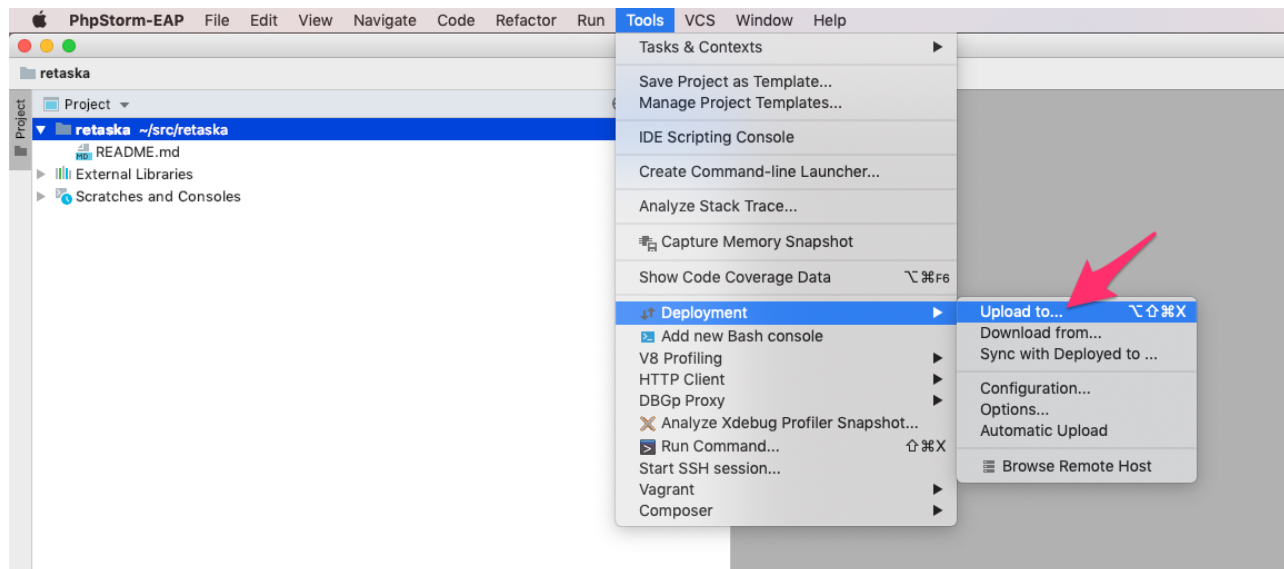 PhpStorm-EAP File Edit View Navigate Code Refactor Run Tools VCS Window Help
retaska
Project
Project
retaska ~/src/retaska
MD README.md
External Libraries
Scratches and Consoles
Tasks & Contexts
Save Project as Template...
Manage Project Templates...
IDE Scripting Console
Create Command-line Launcher...
Analyze Stack Trace...
Capture Memory Snapshot
Show Code Coverage Data ⌥⌘F6
Deployment
Add new Bash console
V8 Profiling
HTTP Client
DBGp Proxy
Analyze Xdebug Profiler Snapshot...
Run Command... ⇧⌘X
Start SSH session...
Vagrant
Composer
Upload to... ⌥⇧⌘X
Download from...
Sync with Deployed to ...
Configuration...
Options...
Automatic Upload
Browse Remote Host